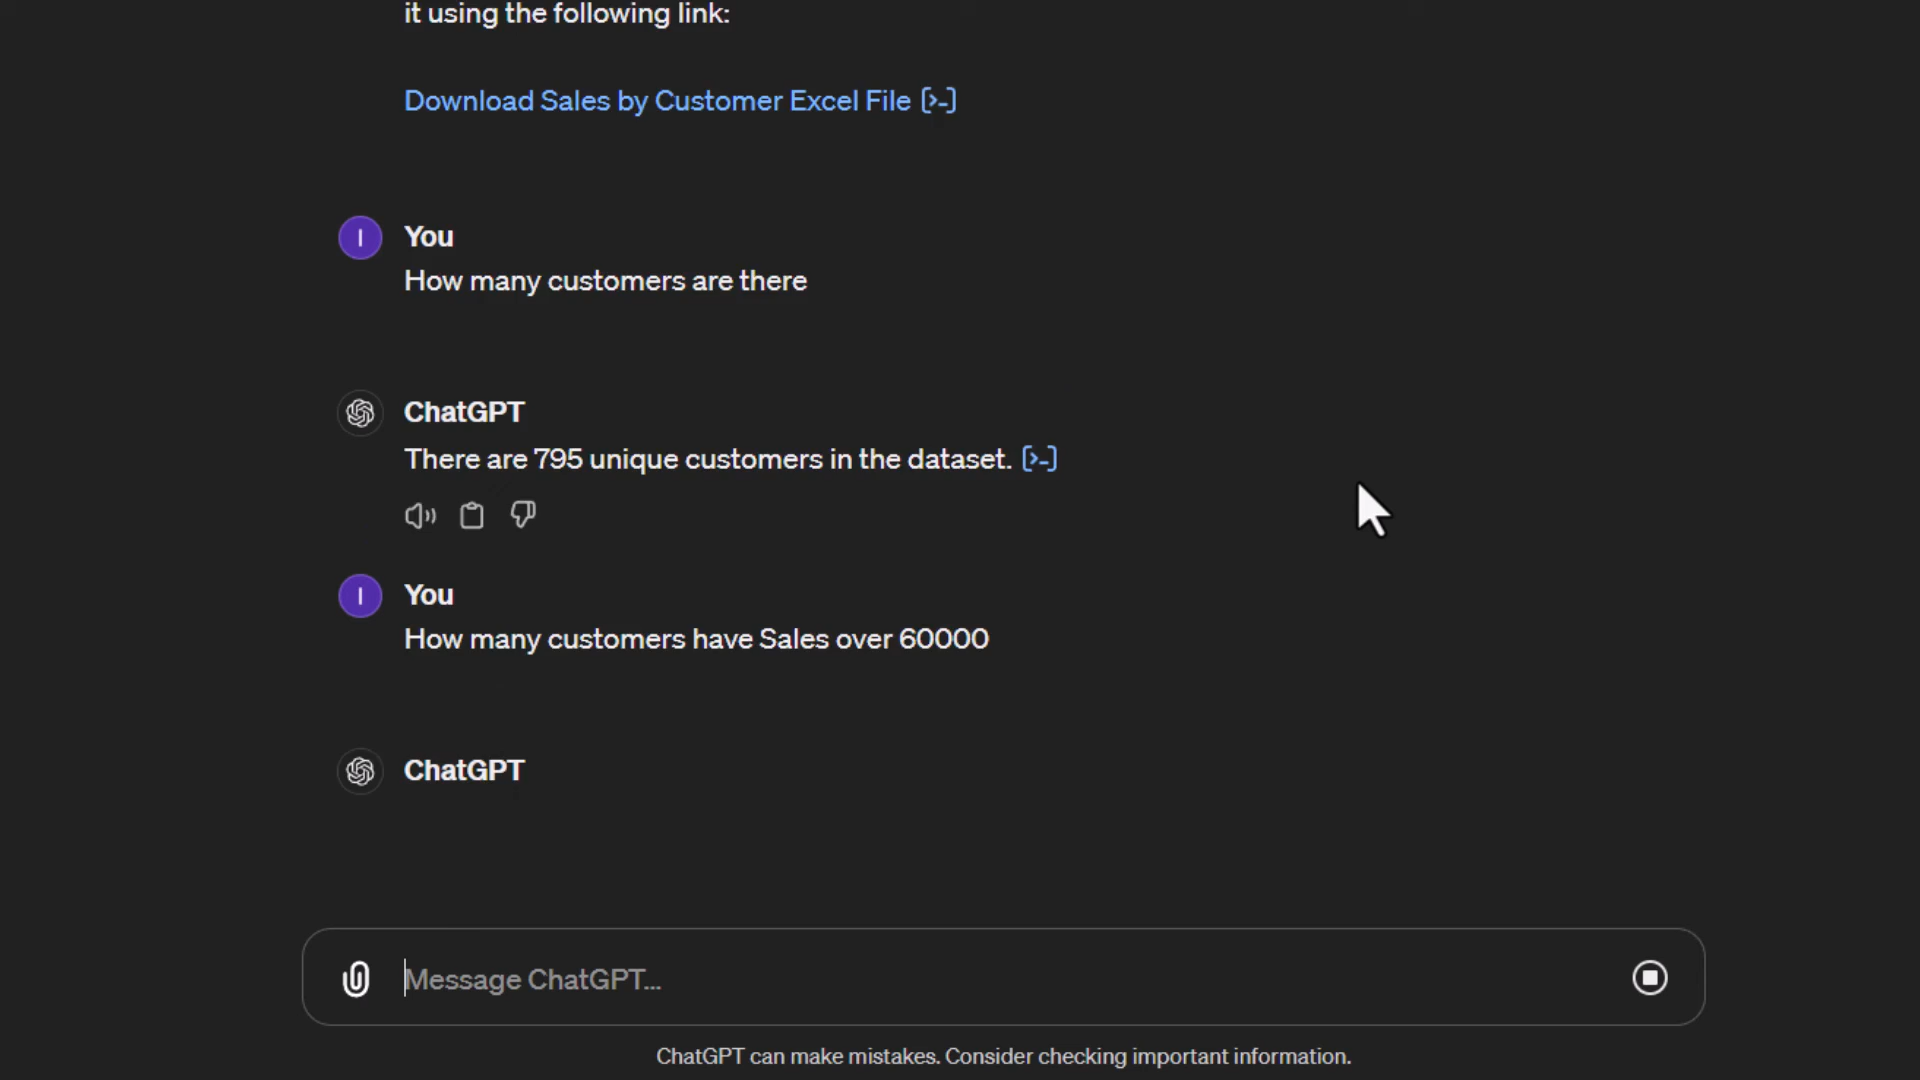 it using the following link:
Download Sales by Customer Excel File [>-]
I
You
How many customers are there
ChatGPT
There are 795 unique customers in the dataset. [>-]
I
You
How many customers have Sales over 60000
ChatGPT
Message ChatGPT...
ChatGPT can make mistakes. Consider checking important information.